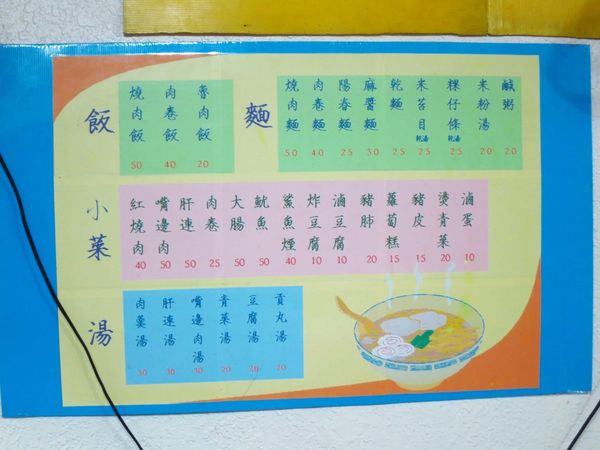 飯
燒肉飯 50
肉卷飯 40
魯肉飯 20
麵
燒肉麵 50
肉卷麵 40
陽春麵 25
麻醬麵 30
乾麵 25
米苔目 乾湯 25
粿仔條 乾湯 25
米粉湯 20
鹹粥 20
小菜
紅燒肉 40
嘴邊肉 50
肝連 50
肉卷 25
大腸 50
魷魚 50
鯊魚煙 40
炸豆腐 10
滷豆腐 10
豬肺 20
蘿蔔糕 15
豬皮 15
燙青菜 20
滷蛋 10
湯
肉羹湯 30
肝連湯 30
嘴邊肉湯 30
青菜湯 20
豆腐湯 20
貢丸湯 20